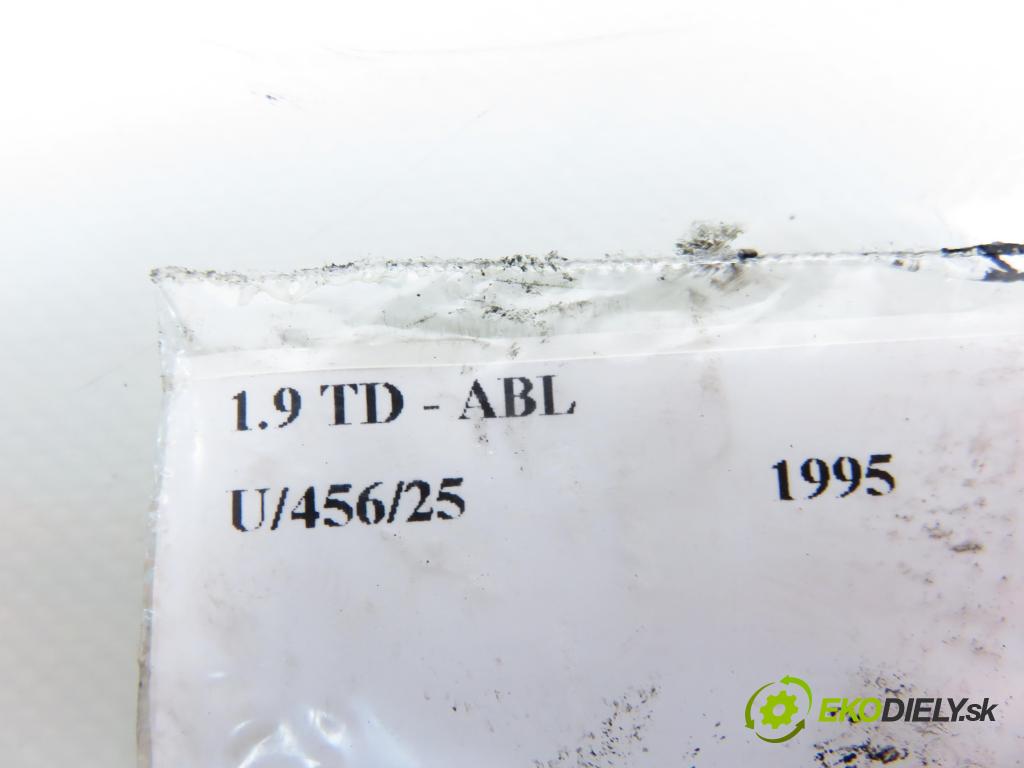 1.9 TD - ABL
U/456/25 1995
EKODIELY.sk